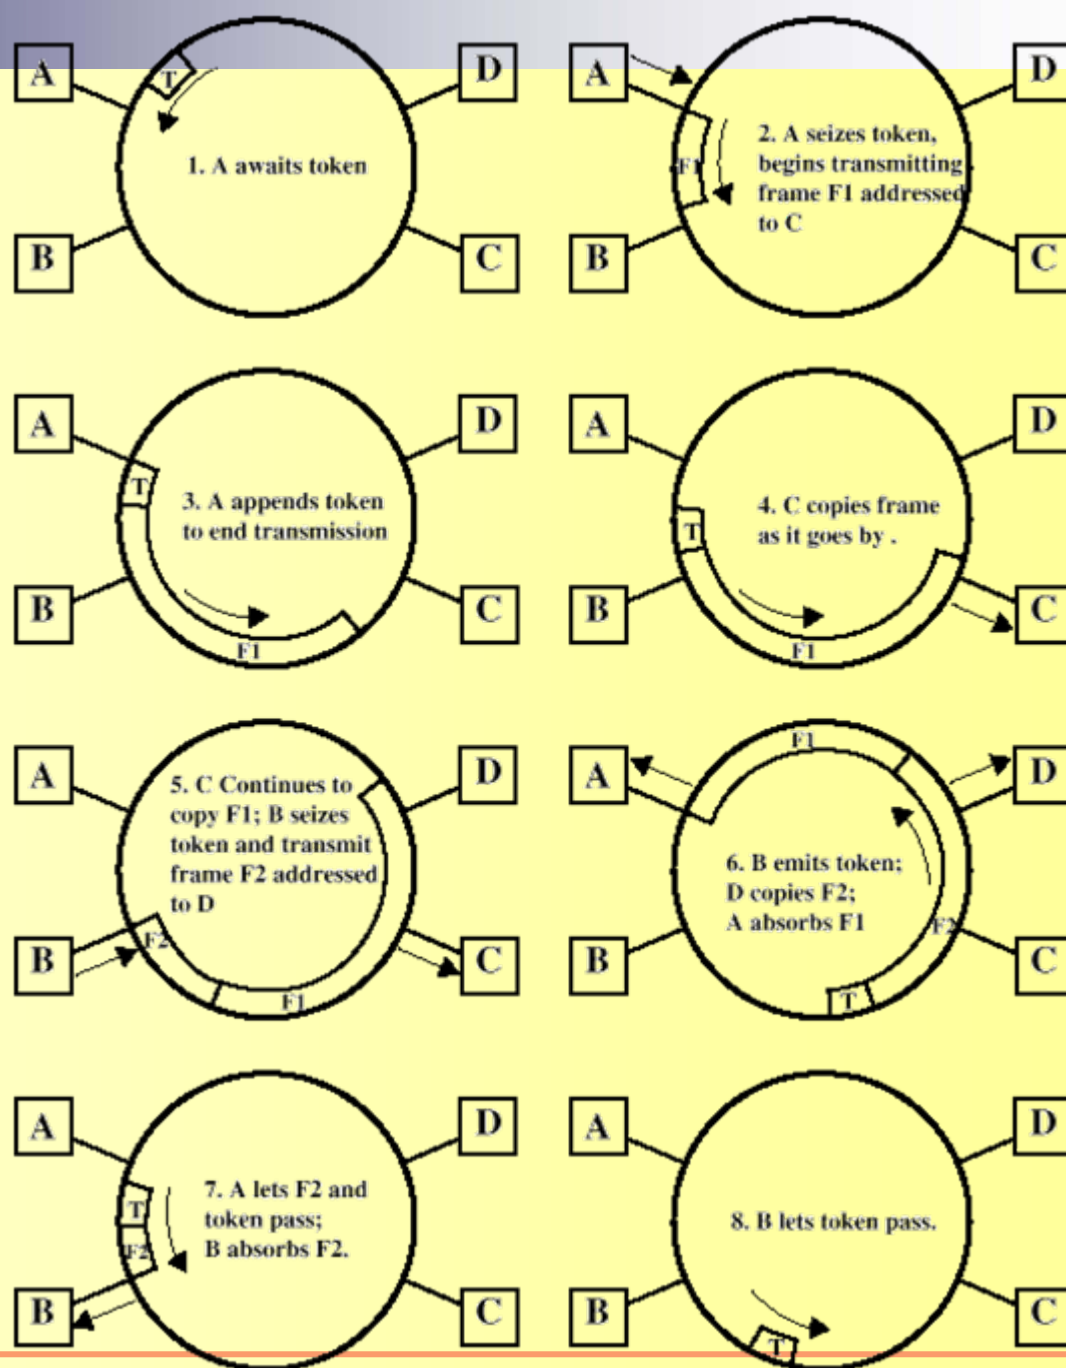 A
T
D
1. A awaits token
B
C
A
D
F1
2. A seizes token,
begins transmitting
frame F1 addressed
to C
B
C
A
D
T
3. A appends token
to end transmission
B
C
F1
A
D
T
4. C copies frame
as it goes by .
B
C
F1
A
D
5. C Continues to
copy F1; B seizes
token and transmit
frame F2 addressed
to D
F2
B
C
F1
F1
A
D
6. B emits token;
D copies F2;
A absorbs F1
F2
B
C
T
A
D
T
7. A lets F2 and
token pass;
B absorbs F2.
F2
B
C
A
D
8. B lets token pass.
B
C
T